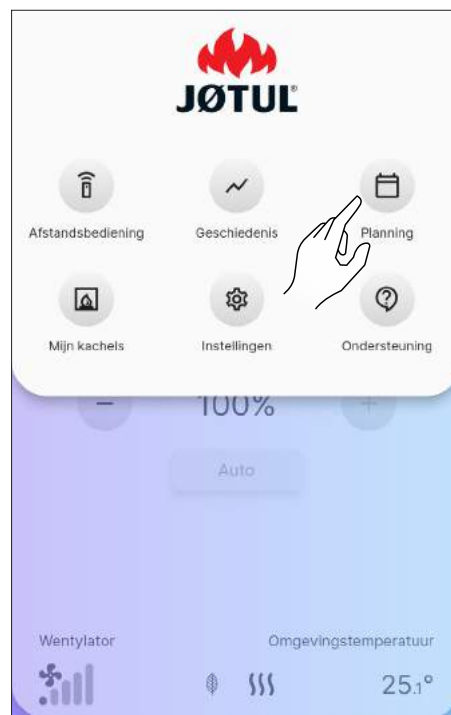 JØTUL®
Afstandsbediening Geschiedenis Planning
Mijn kachels Instellingen Ondersteuning
− 100% +
Auto
Wentylator Omgevingstemperatuur
25.1°